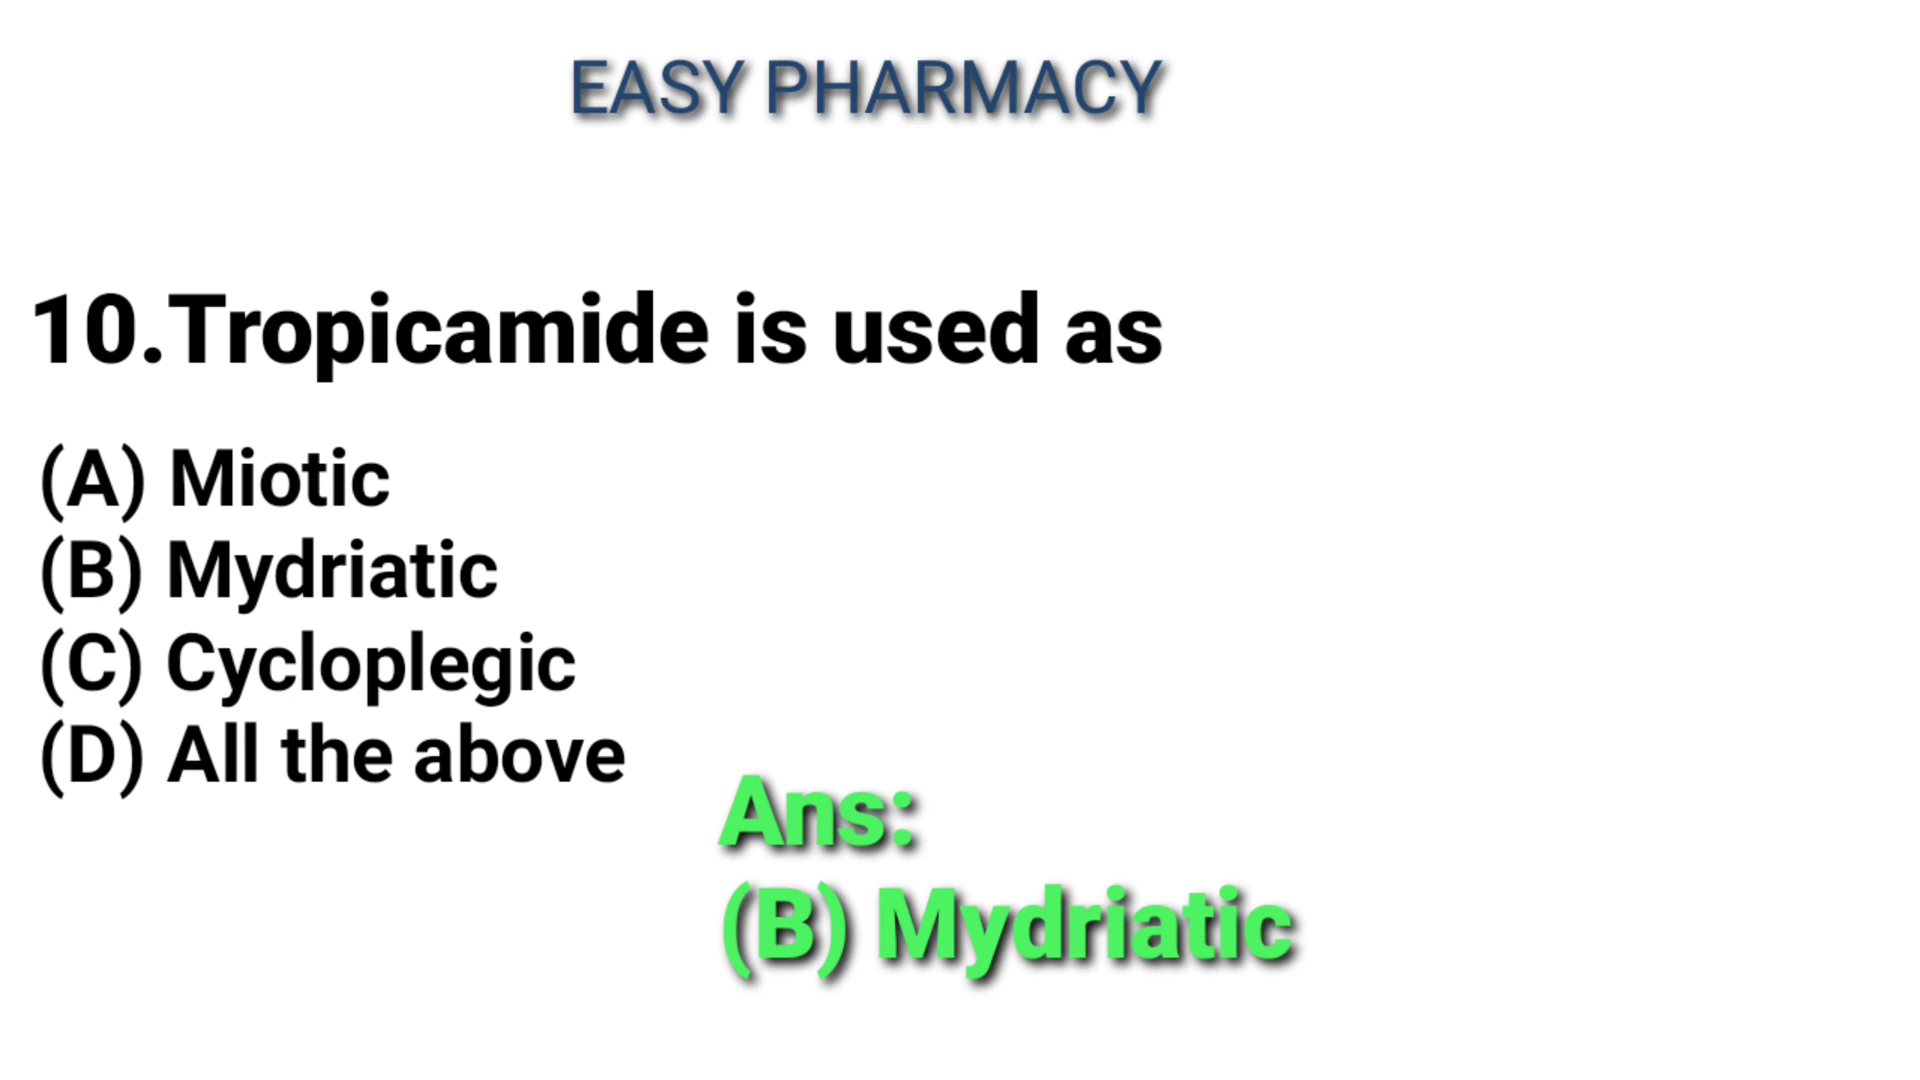 EASY PHARMACY
10.Tropicamide is used as
(A) Miotic
(B) Mydriatic
(C) Cycloplegic
(D) All the above
Ans:
(B) Mydriatic